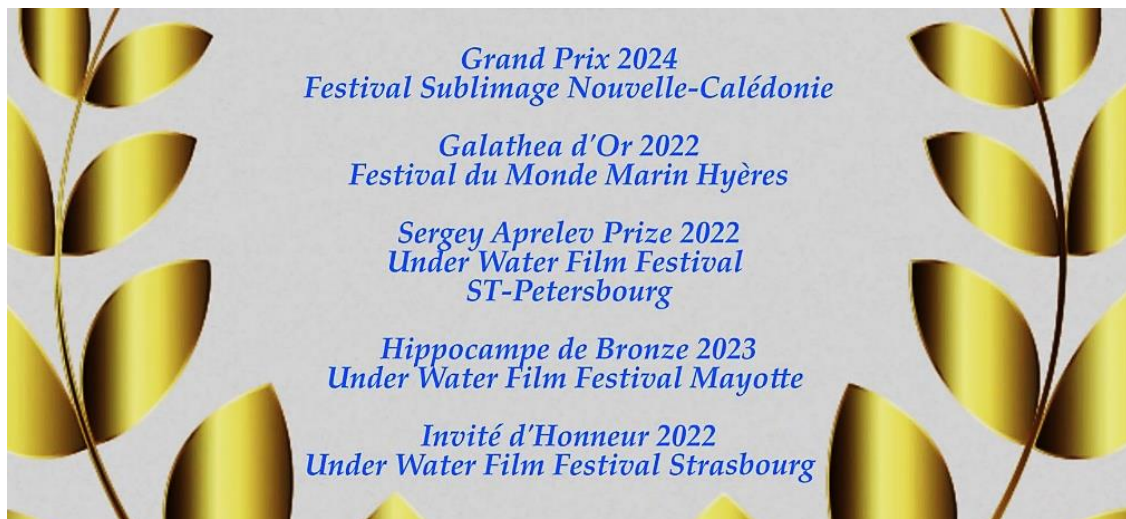 Grand Prix 2024
Festival Sublimage Nouvelle-Calédonie
Galathea d'Or 2022
Festival du Monde Marin Hyères
Sergey Aprelev Prize 2022
Under Water Film Festival
ST-Petersbourg
Hippocampe de Bronze 2023
Under Water Film Festival Mayotte
Invité d'Honneur 2022
Under Water Film Festival Strasbourg